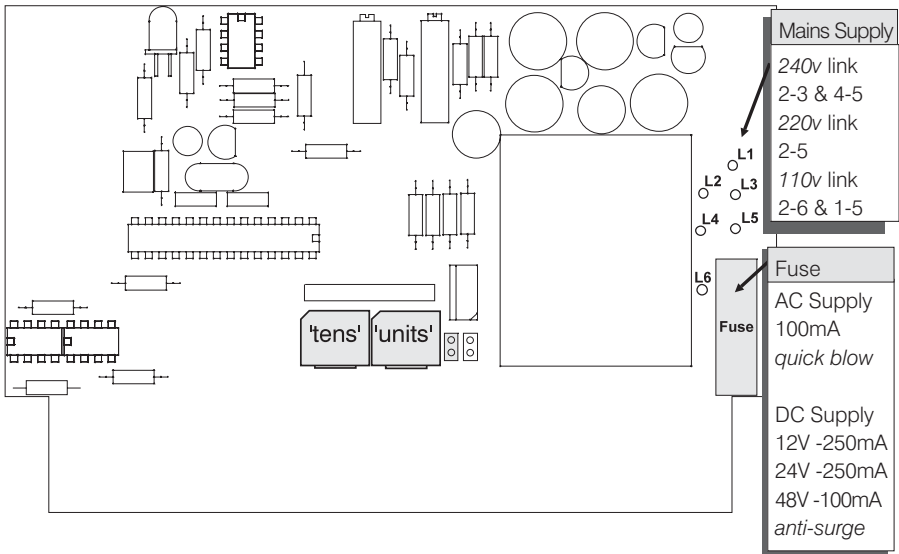 Mains Supply
240v link
2-3 & 4-5
220v link
2-5
110v link
2-6 & 1-5
L1
L2
L3
L4
L5
L6
Fuse
Fuse
AC Supply
100mA
quick blow
DC Supply
12V -250mA
24V -250mA
48V -100mA
anti-surge
'tens'
'units'